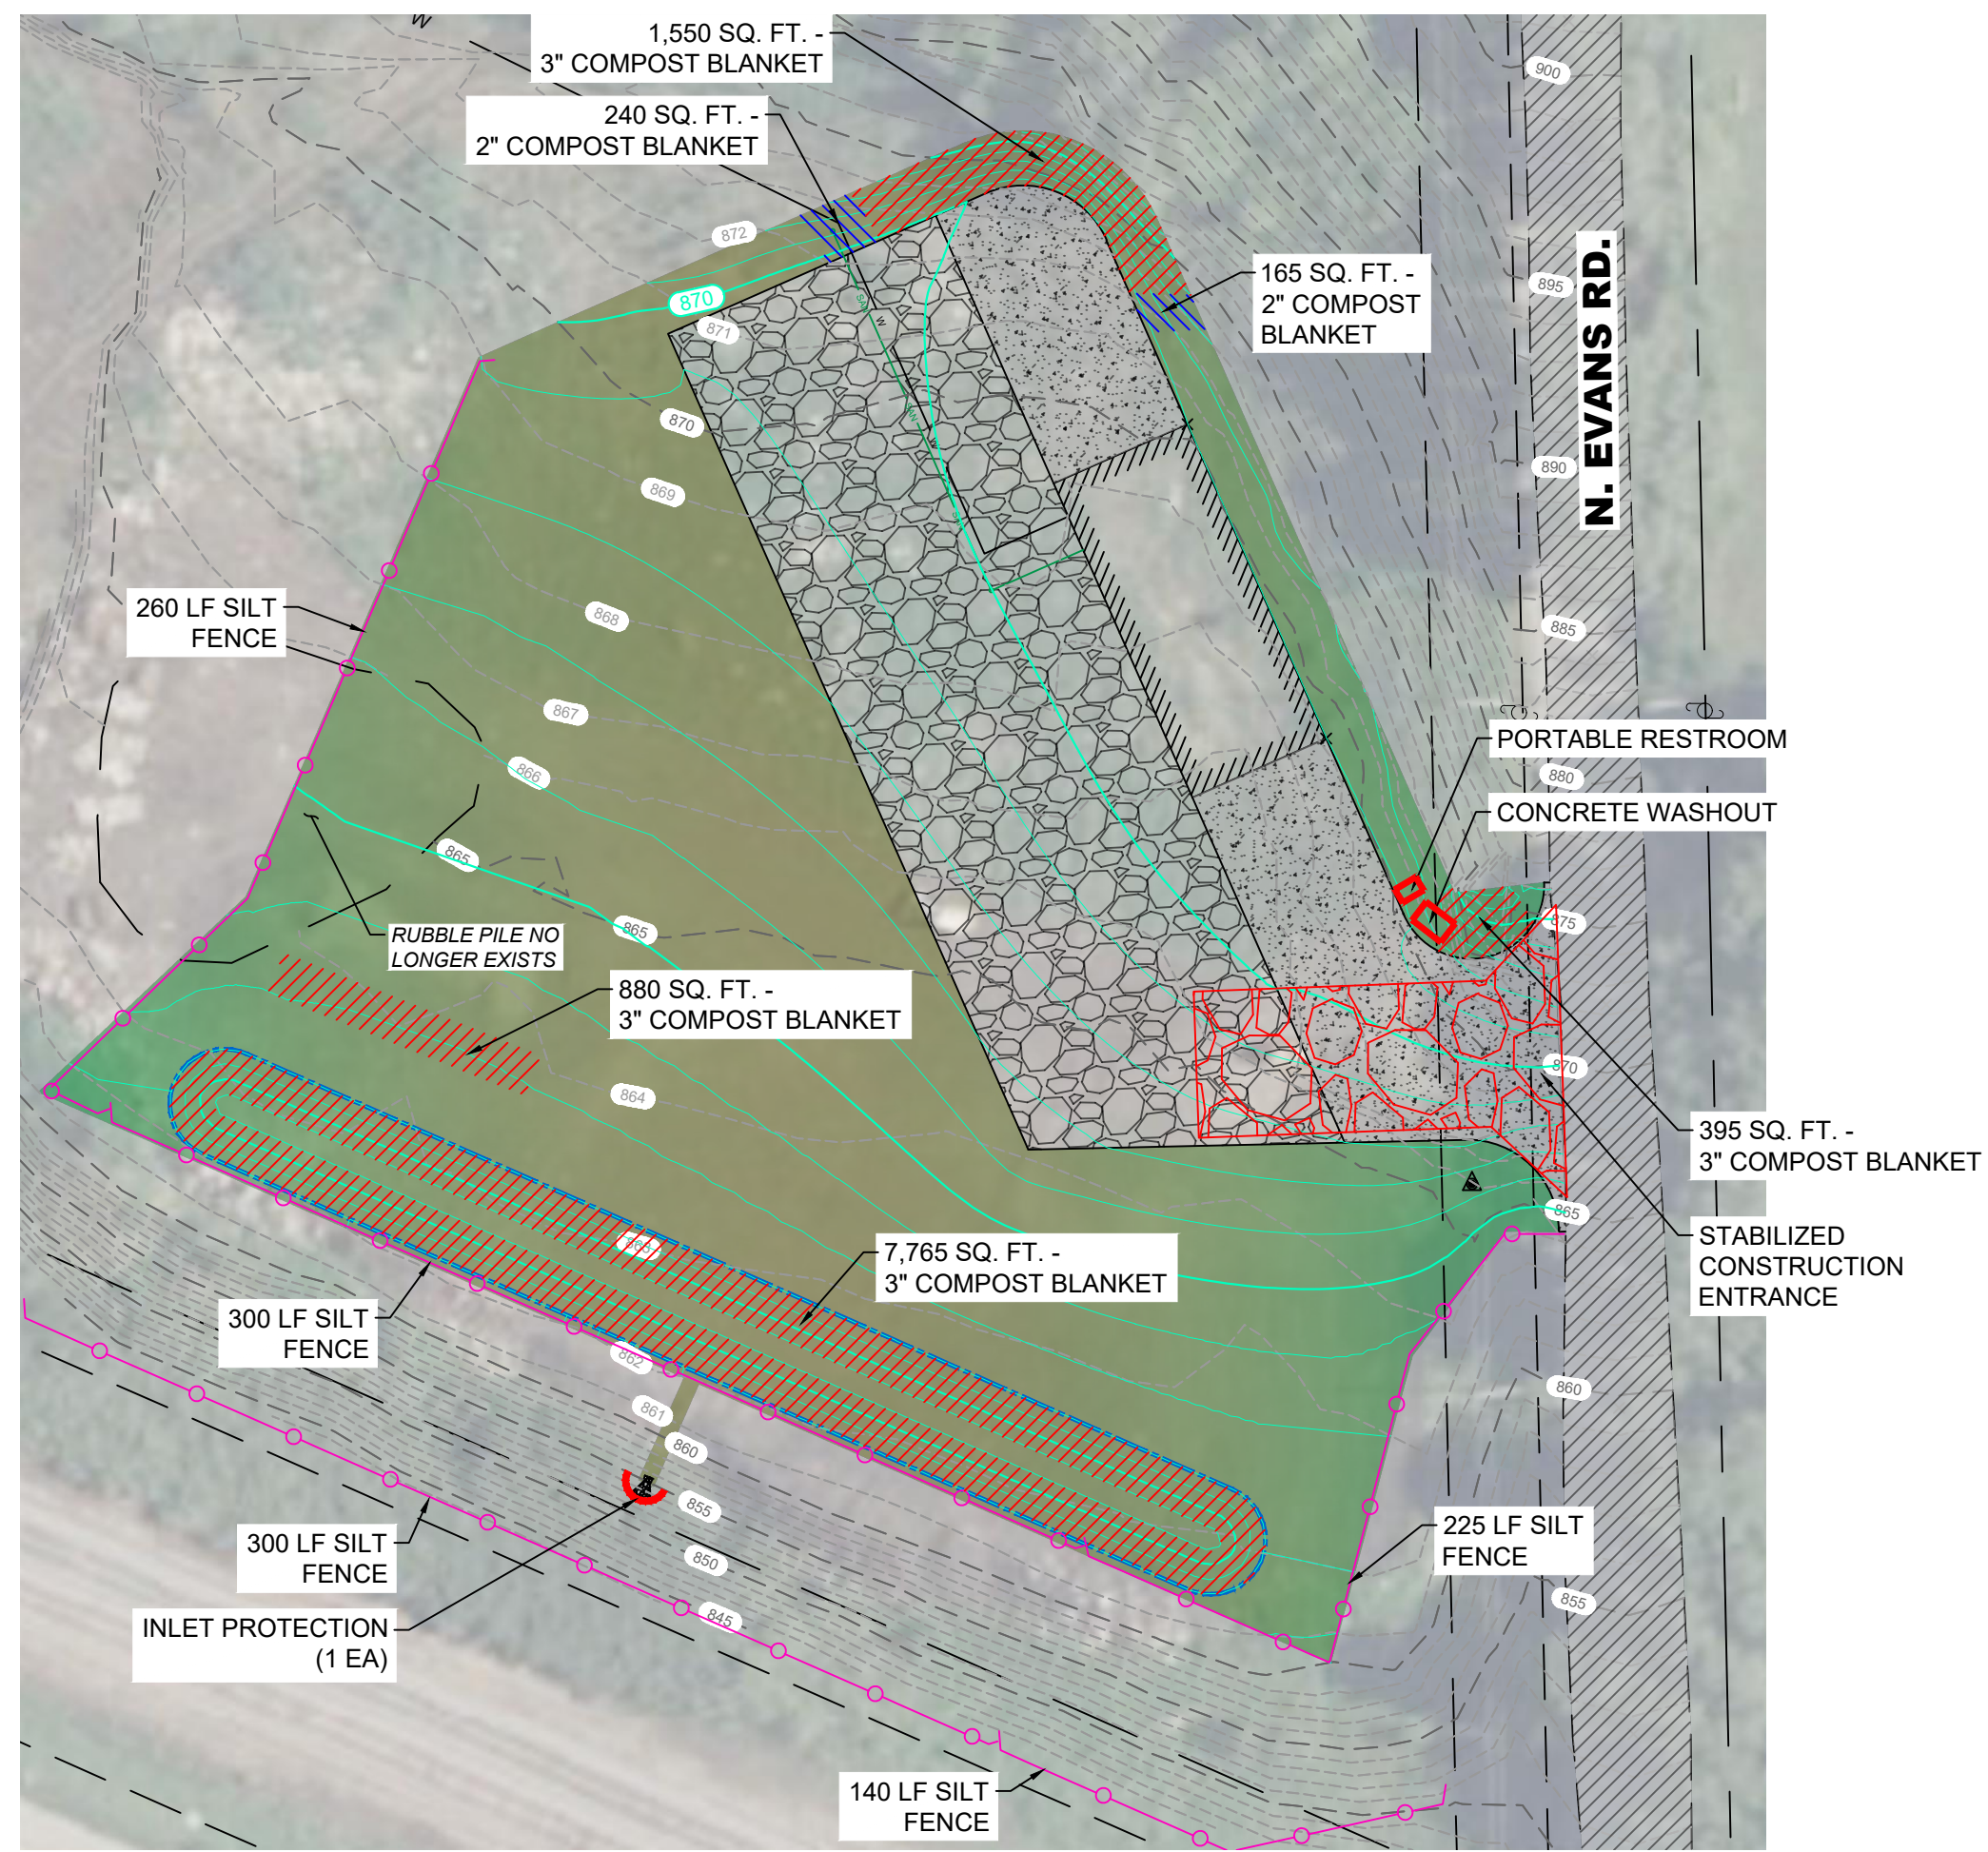 W
1,550 SQ. FT. -
3" COMPOST BLANKET
240 SQ. FT. -
2" COMPOST BLANKET
900
872
870
871
165 SQ. FT. -
2" COMPOST
BLANKET
895
N. EVANS RD.
870
869
890
260 LF SILT
FENCE
868
885
867
866
PORTABLE RESTROOM
880
CONCRETE WASHOUT
865
865
875
RUBBLE PILE NO
LONGER EXISTS
880 SQ. FT. -
3" COMPOST BLANKET
864
870
395 SQ. FT. -
3" COMPOST BLANKET
865
STABILIZED
CONSTRUCTION
ENTRANCE
7,765 SQ. FT. -
3" COMPOST BLANKET
300 LF SILT
FENCE
862
861
860
860
855
300 LF SILT
FENCE
850
225 LF SILT
FENCE
855
845
INLET PROTECTION
(1 EA)
140 LF SILT
FENCE